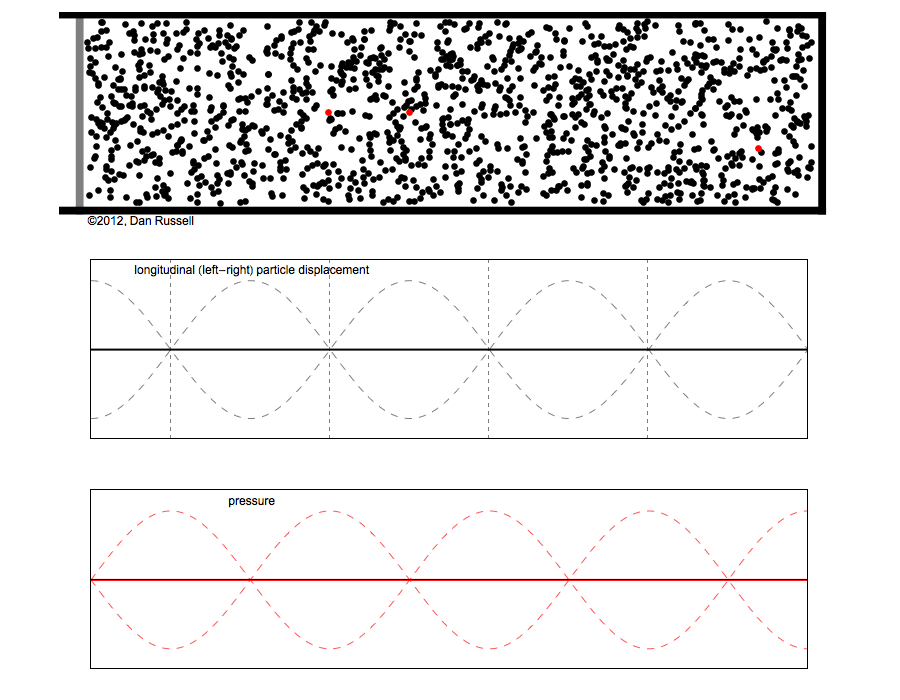 ©2012, Dan Russell
longitudinal (left−right) particle displacement
pressure